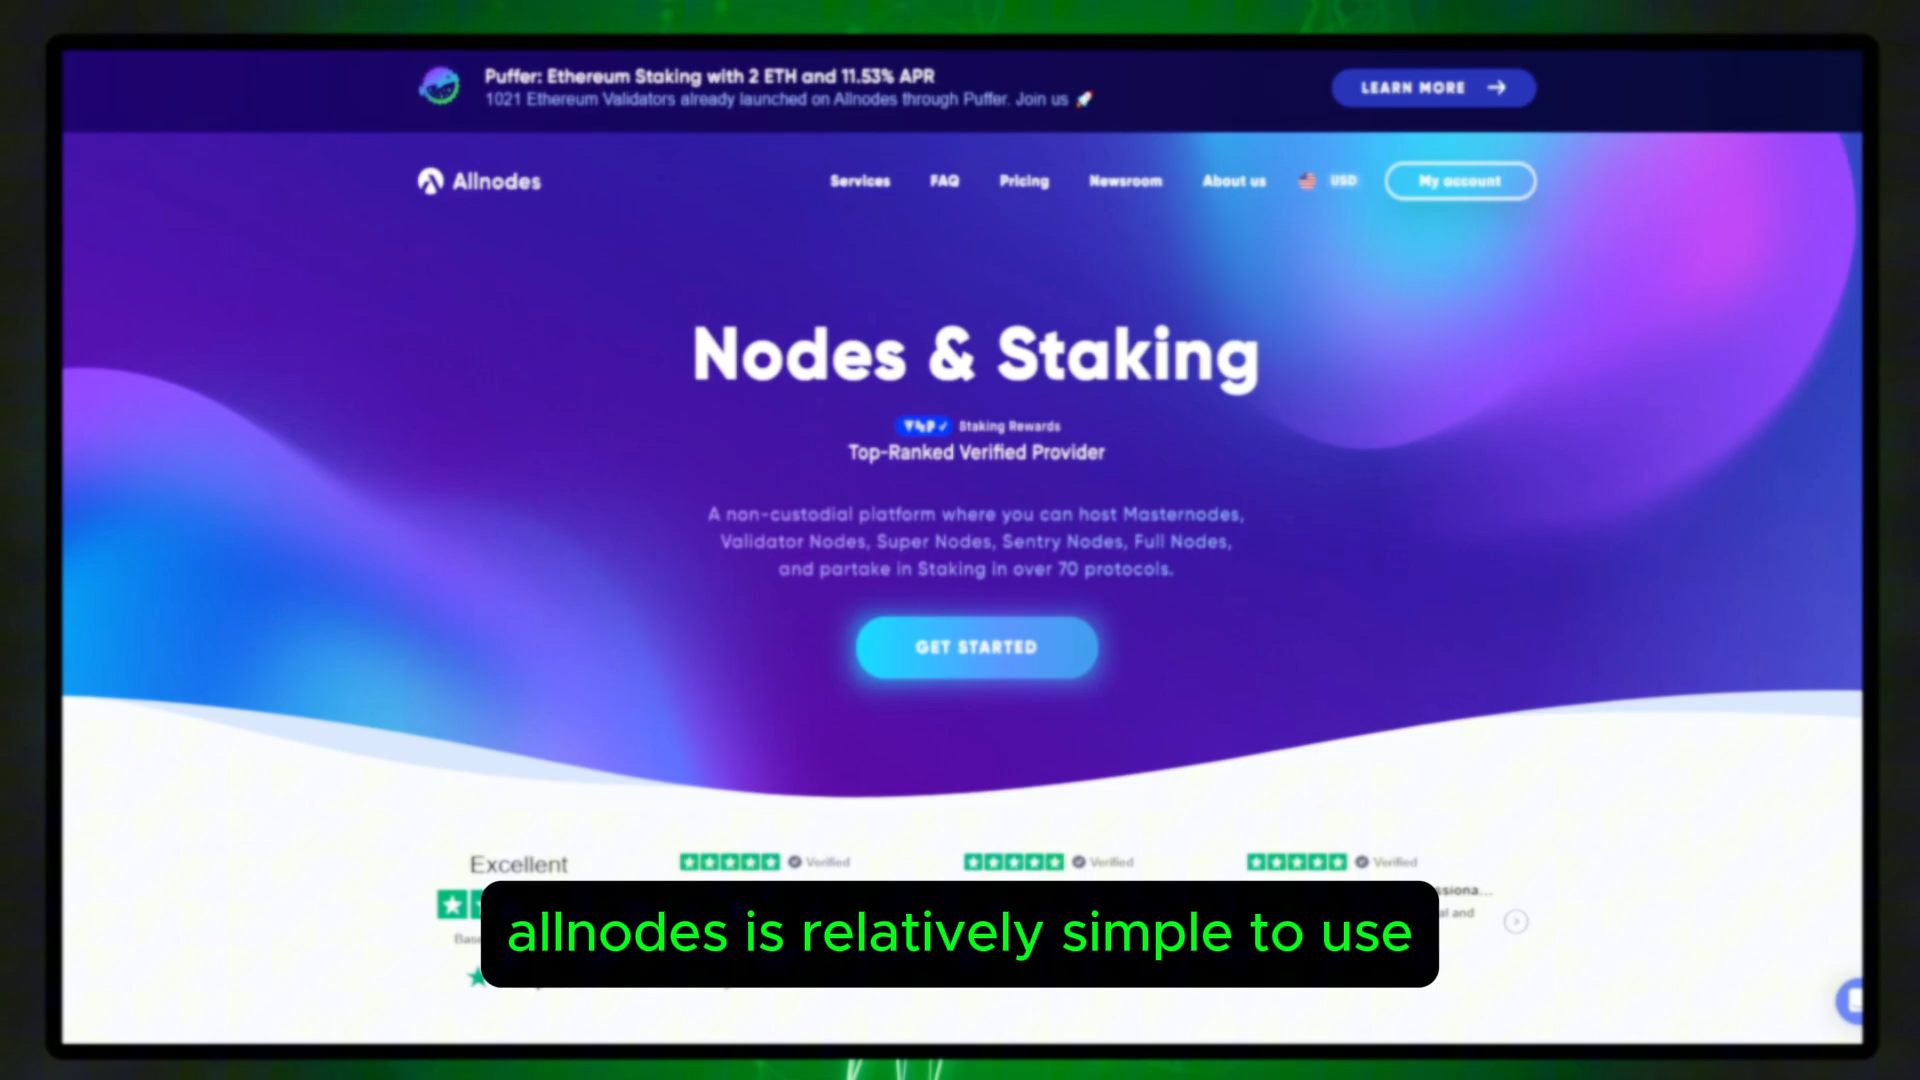 Puffer: Ethereum Staking with 2 ETH and 11.53% APR
1021 Ethereum Validators already launched on Allnodes through Puffer. Join us 🚀
LEARN MORE →
Allnodes
Services
FAQ
Pricing
Newsroom
About us
USD
My account
Nodes & Staking
Staking Rewards
Top-Ranked Verified Provider
A non-custodial platform where you can host Masternodes,
Validator Nodes, Super Nodes, Sentry Nodes, Full Nodes,
and partake in Staking in over 70 protocols.
GET STARTED
Excellent
Verified
Verified
Verified
allnodes is relatively simple to use